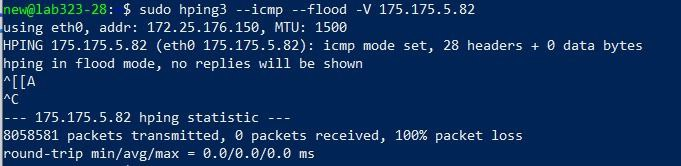 new@lab323-28: $ sudo hping3 --icmp --flood -V 175.175.5.82
using eth0, addr: 172.25.176.150, MTU: 1500
HPING 175.175.5.82 (eth0 175.175.5.82): icmp mode set, 28 headers + 0 data bytes
hping in flood mode, no replies will be shown
^[[A
^C
--- 175.175.5.82 hping statistic ---
8058581 packets transmitted, 0 packets received, 100% packet loss
round-trip min/avg/max = 0.0/0.0/0.0 ms